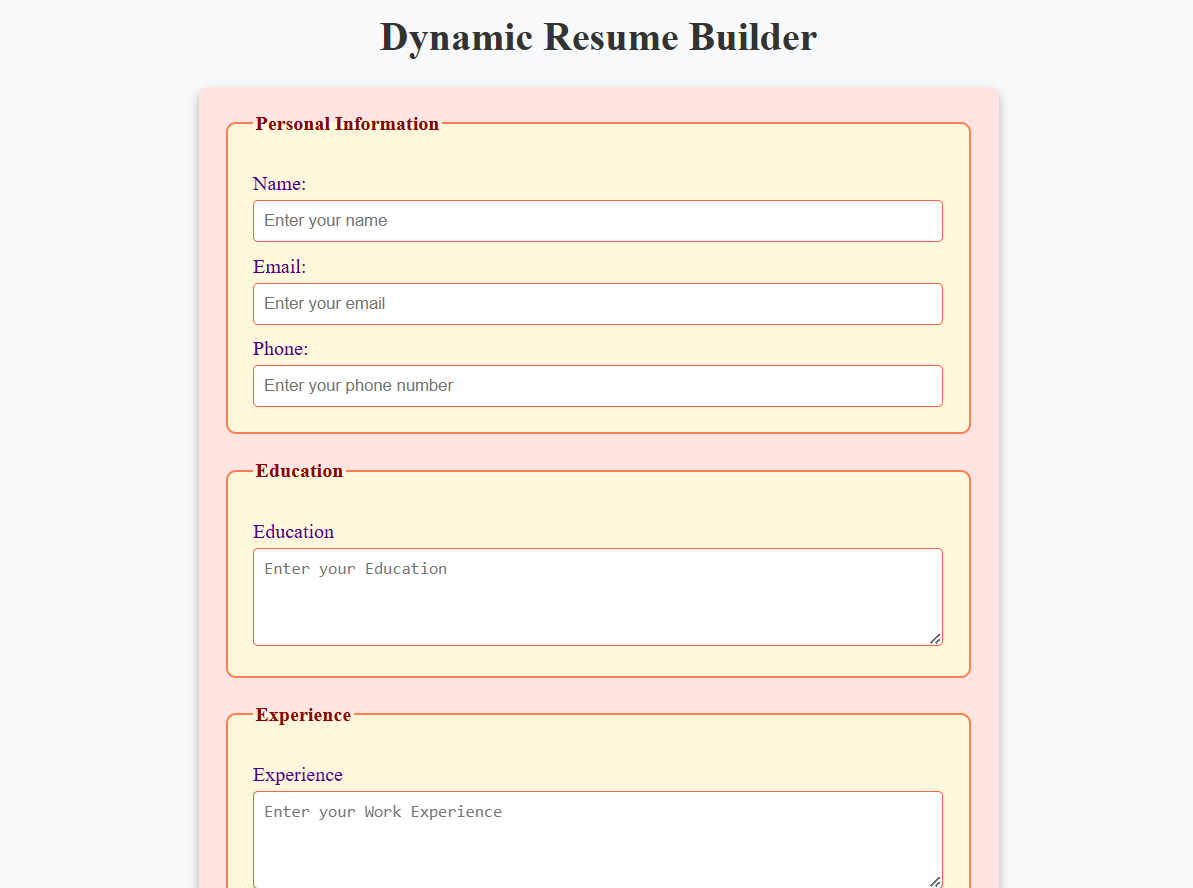 Dynamic Resume Builder
Personal Information
Name:
Enter your name
Email:
Enter your email
Phone:
Enter your phone number
Education
Education
Enter your Education
Experience
Experience
Enter your Work Experience